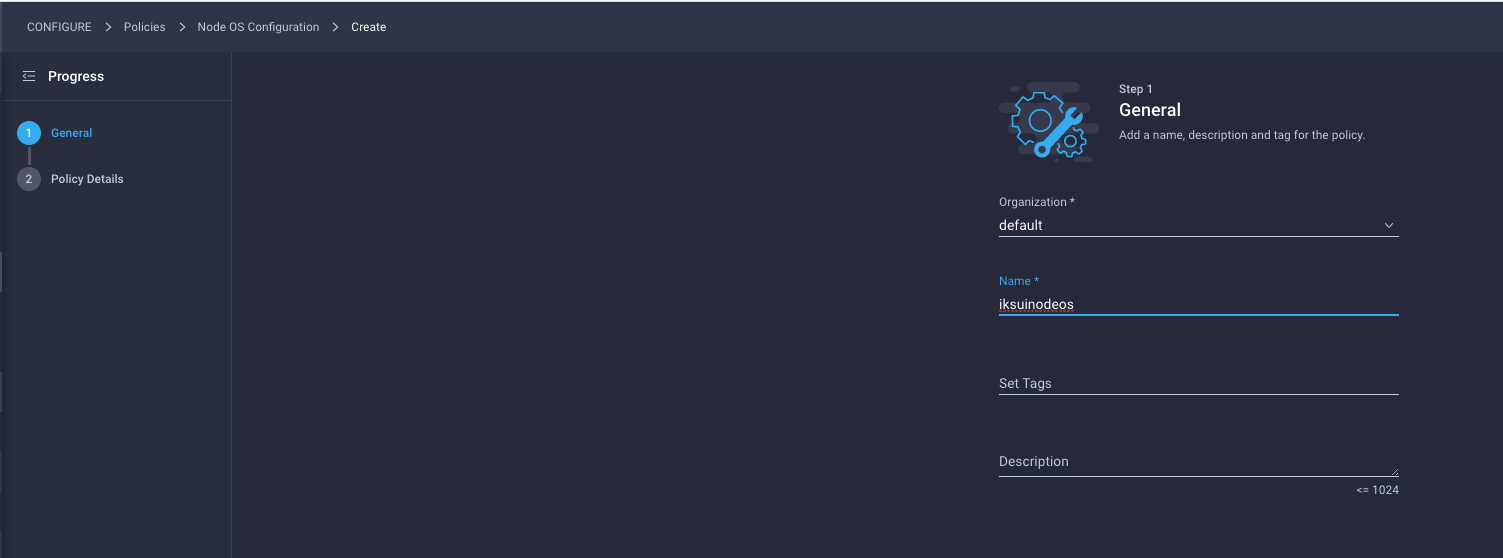 CONFIGURE > Policies > Node OS Configuration > Create
Progress
1 General
2 Policy Details
Step 1
General
Add a name, description and tag for the policy.
Organization *
default
Name *
iksuinodeos
Set Tags
Description
<= 1024